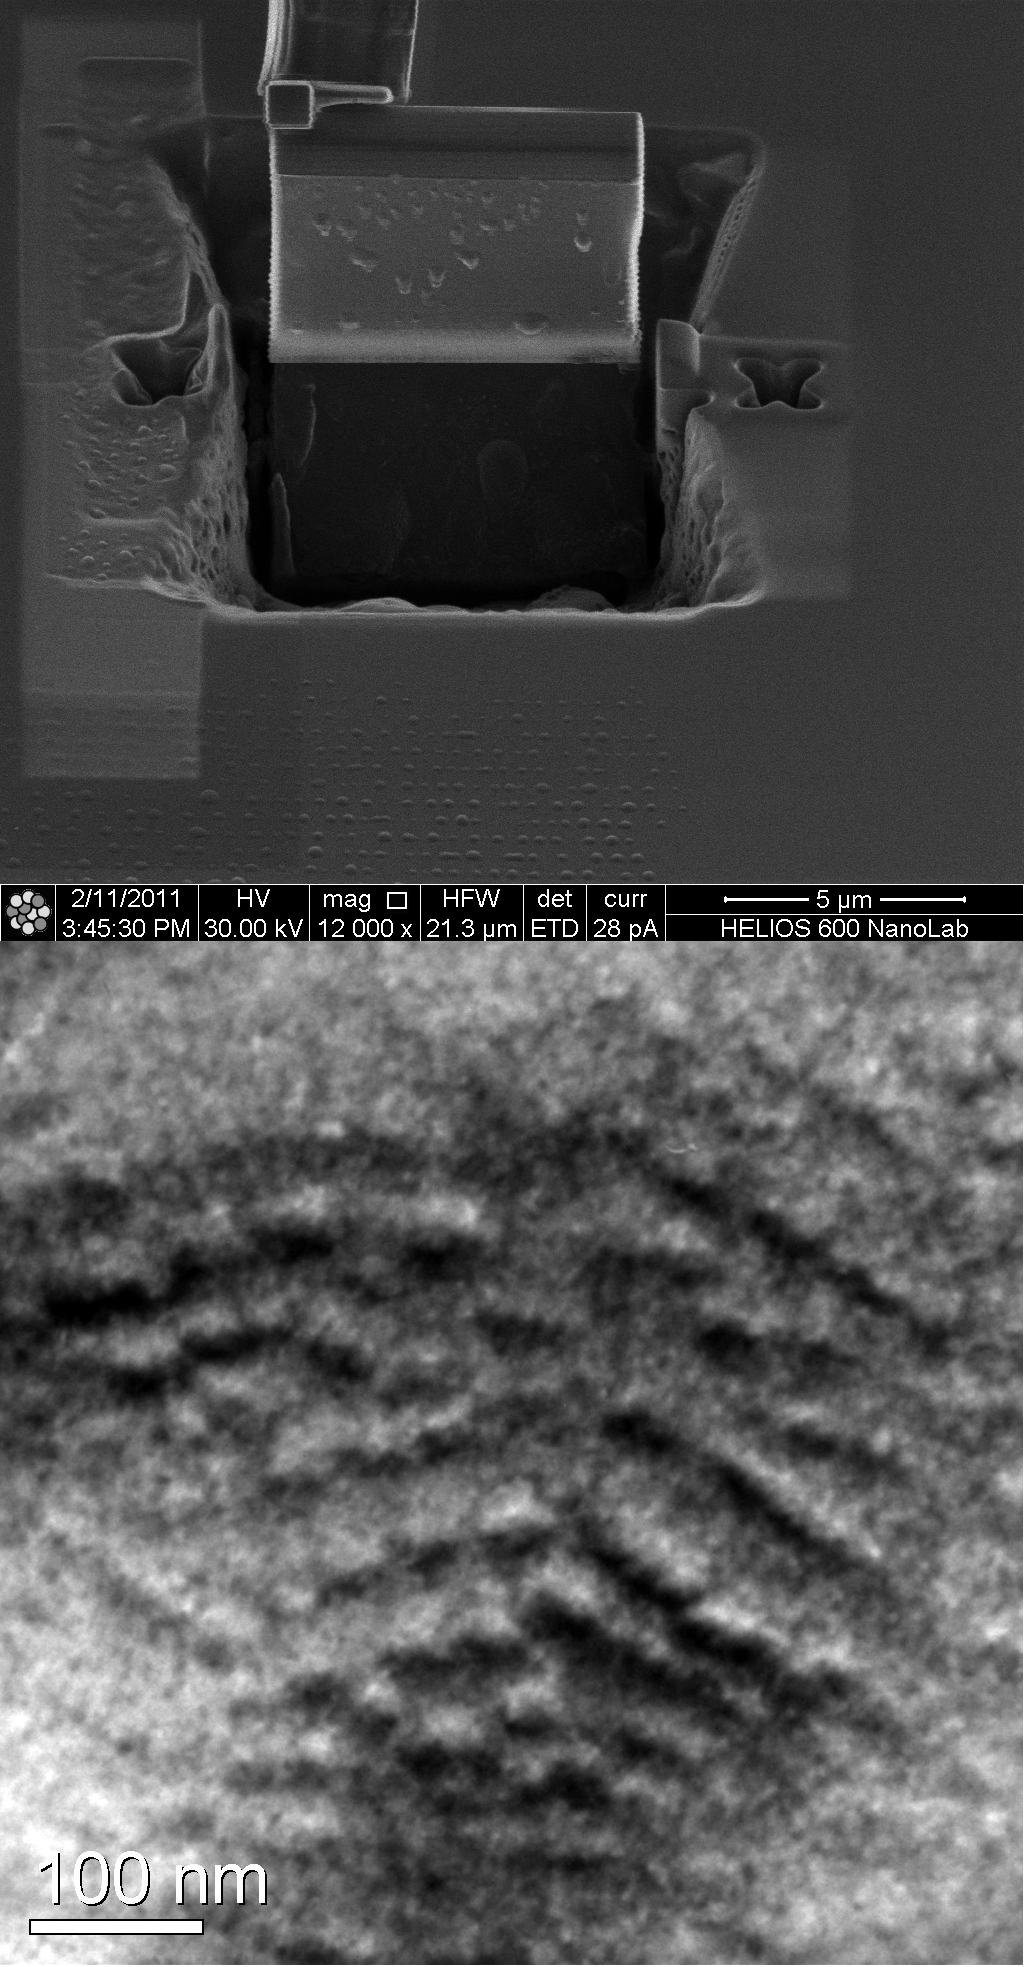 2/11/2011 HV mag HFW det curr 5 µm
3:45:30 PM 30.00 kV 12 000 x 21.3 µm ETD 28 pA HELIOS 600 NanoLab
100 nm